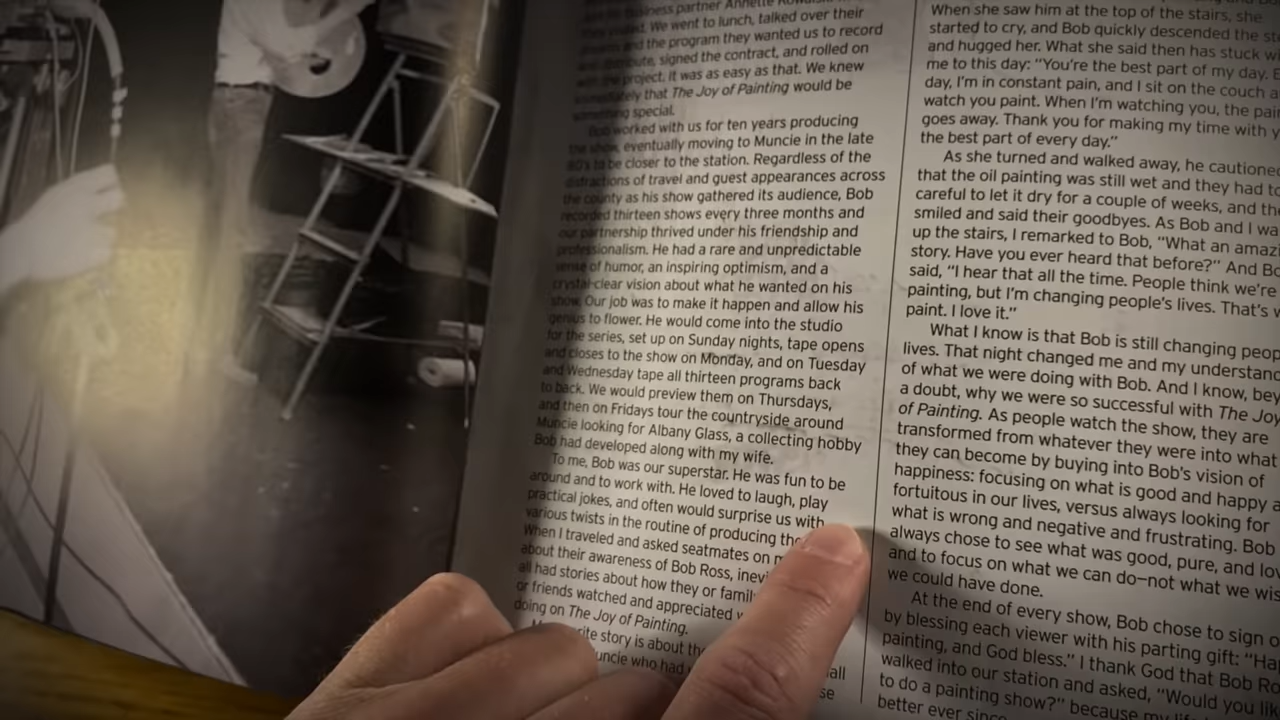 business partner Annette
We went to lunch, talked over their
and the program they wanted us to record
signed the contract, and rolled on
with the project. It was as easy as that. We knew
immediately that The Joy of Painting would be
something special.
Bob worked with us for ten years producing
the show, eventually moving to Muncie in the late
80's to be closer to the station. Regardless of the
distractions of travel and guest appearances across
the county as his show gathered its audience, Bob
recorded thirteen shows every three months and
our partnership thrived under his friendship and
professionalism. He had a rare and unpredictable
sense of humor, an inspiring optimism, and a
crystal-clear vision about what he wanted on his
show. Our job was to make it happen and allow his
genius to flower. He would come into the studio
for the series, set up on Sunday nights, tape opens
and closes to the show on Monday, and on Tuesday
and Wednesday tape all thirteen programs back
to back. We would preview them on Thursdays,
and then on Fridays tour the countryside around
Muncie looking for Albany Glass, a collecting hobby
Bob had developed along with my wife.
To me, Bob was our superstar. He was fun to be
around and to work with. He loved to laugh, play
practical jokes, and often would surprise us with
various twists in the routine of producing the
When I traveled and asked seatmates on
about their awareness of Bob Ross,
all had stories about how they or
or friends watched and appreciated
doing on The Joy of Painting.
story is about
who had
When she saw him at the top of the stairs, she
started to cry, and Bob quickly descended the
and hugged her. What she said then has stuck
me to this day: "You're the best part of my day.
day, I'm in constant pain, and I sit on the couch
watch you paint. When I'm watching you, the
goes away. Thank you for making my time with
the best part of every day."
As she turned and walked away, he cautioned
that the oil painting was still wet and they had to
careful to let it dry for a couple of weeks, and
smiled and said their goodbyes. As Bob and I
up the stairs, I remarked to Bob, "What an
story. Have you ever heard that before?" And
said, "I hear that all the time. People think we're
painting, but I'm changing people's lives. That's
paint. I love it."
What I know is that Bob is still changing
lives. That night changed me and my
of what we were doing with Bob. And I know,
a doubt, why we were so successful with The Joy
of Painting. As people watch the show, they are
transformed from whatever they were into what
they can become by buying into Bob's vision of
happiness: focusing on what is good and happy
fortuitous in our lives, versus always looking for
what is wrong and negative and frustrating. Bob
always chose to see what was good, pure, and
and to focus on what we can do—not what we
we could have done.
At the end of every show, Bob chose to sign
by blessing each viewer with his parting gift:
painting, and God bless." I thank God that Bob
walked into our station and asked, "Would you
to do a painting show?" because my
better ever since